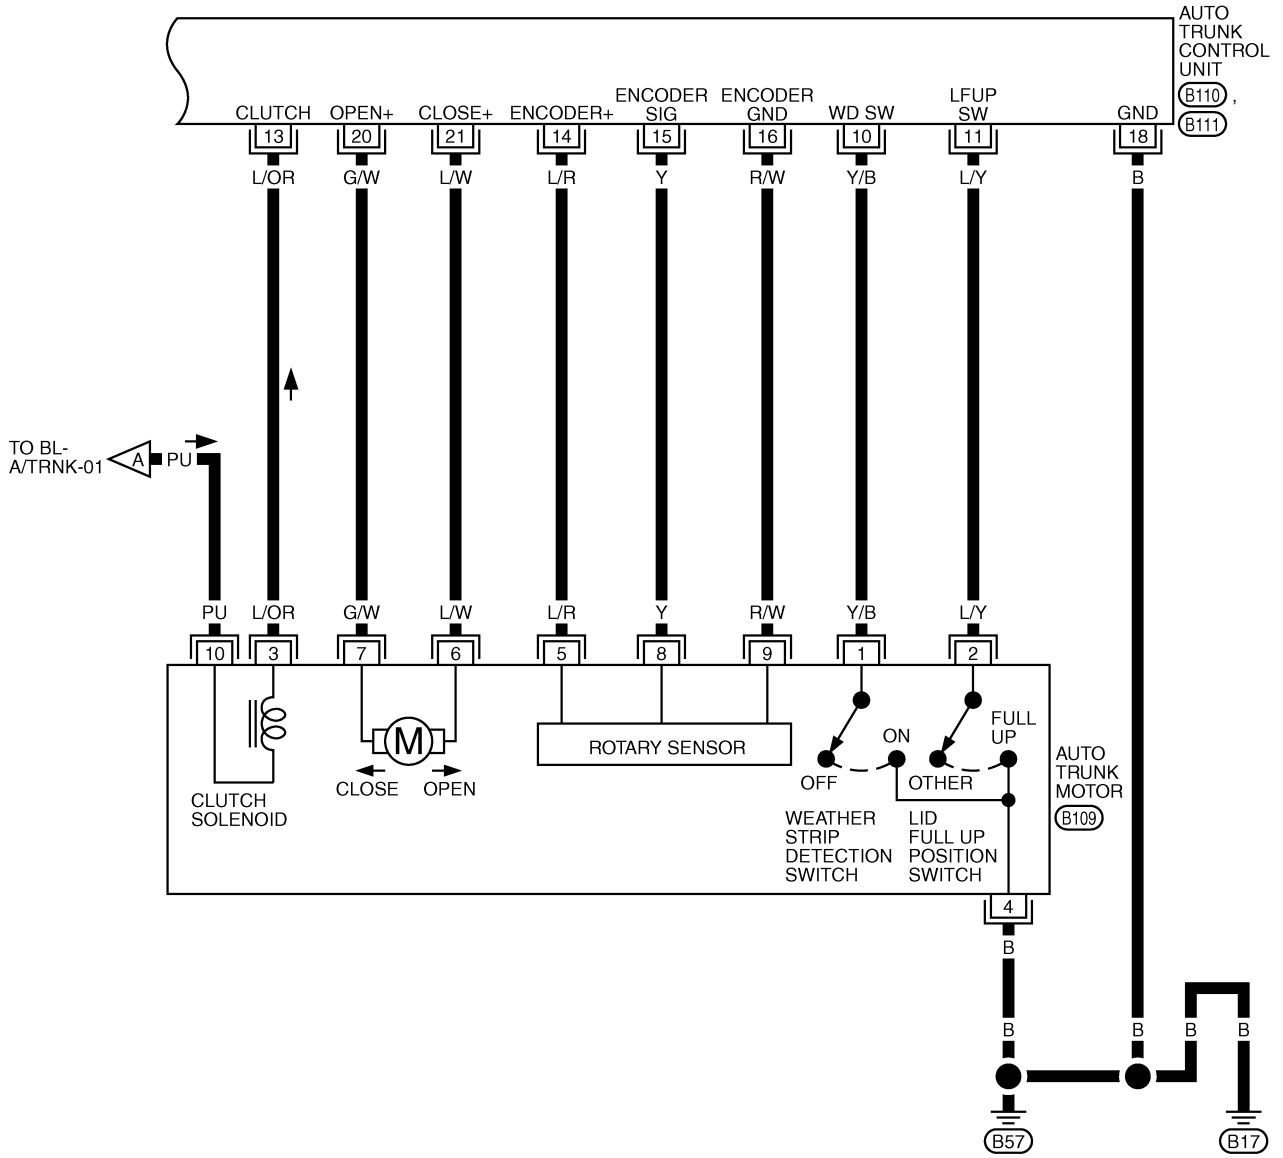 AUTO
TRUNK
CONTROL
UNIT
B110 ,
B111
CLUTCH OPEN+ CLOSE+ ENCODER+ ENCODER SIG ENCODER GND WD SW LFUP SW GND
13 20 21 14 15 16 10 11 18
L/OR G/W L/W L/R Y R/W Y/B L/Y B
TO BL-
A/TRNK-01
A PU
PU L/OR G/W L/W L/R Y R/W Y/B L/Y
10 3 7 6 5 8 9 1 2
M
CLOSE OPEN
CLUTCH
SOLENOID
ROTARY SENSOR
OFF ON
OTHER FULL
UP
WEATHER
STRIP
DETECTION
SWITCH
LID
FULL UP
POSITION
SWITCH
AUTO
TRUNK
MOTOR
B109
4
B
B B B B
B57 B17